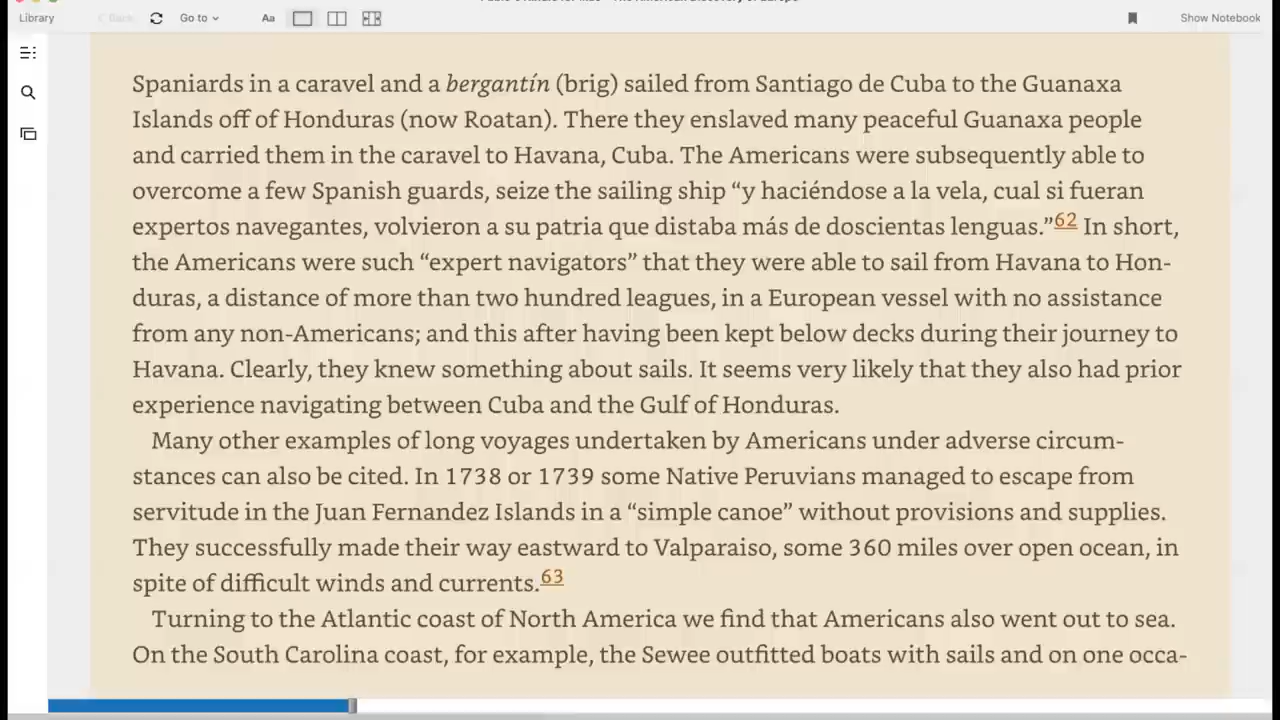 Library
Back
Go to
Aa
Show Notebook
Spaniards in a caravel and a bergantín (brig) sailed from Santiago de Cuba to the Guanaxa
Islands off of Honduras (now Roatan). There they enslaved many peaceful Guanaxa people
and carried them in the caravel to Havana, Cuba. The Americans were subsequently able to
overcome a few Spanish guards, seize the sailing ship “y haciéndose a la vela, cual si fueran
expertos navegantes, volvieron a su patria que distaba más de doscientas lenguas.”62 In short,
the Americans were such “expert navigators” that they were able to sail from Havana to Hon-
duras, a distance of more than two hundred leagues, in a European vessel with no assistance
from any non-Americans; and this after having been kept below decks during their journey to
Havana. Clearly, they knew something about sails. It seems very likely that they also had prior
experience navigating between Cuba and the Gulf of Honduras.
Many other examples of long voyages undertaken by Americans under adverse circum-
stances can also be cited. In 1738 or 1739 some Native Peruvians managed to escape from
servitude in the Juan Fernandez Islands in a “simple canoe” without provisions and supplies.
They successfully made their way eastward to Valparaiso, some 360 miles over open ocean, in
spite of difficult winds and currents.63
Turning to the Atlantic coast of North America we find that Americans also went out to sea.
On the South Carolina coast, for example, the Sewee outfitted boats with sails and on one occa-